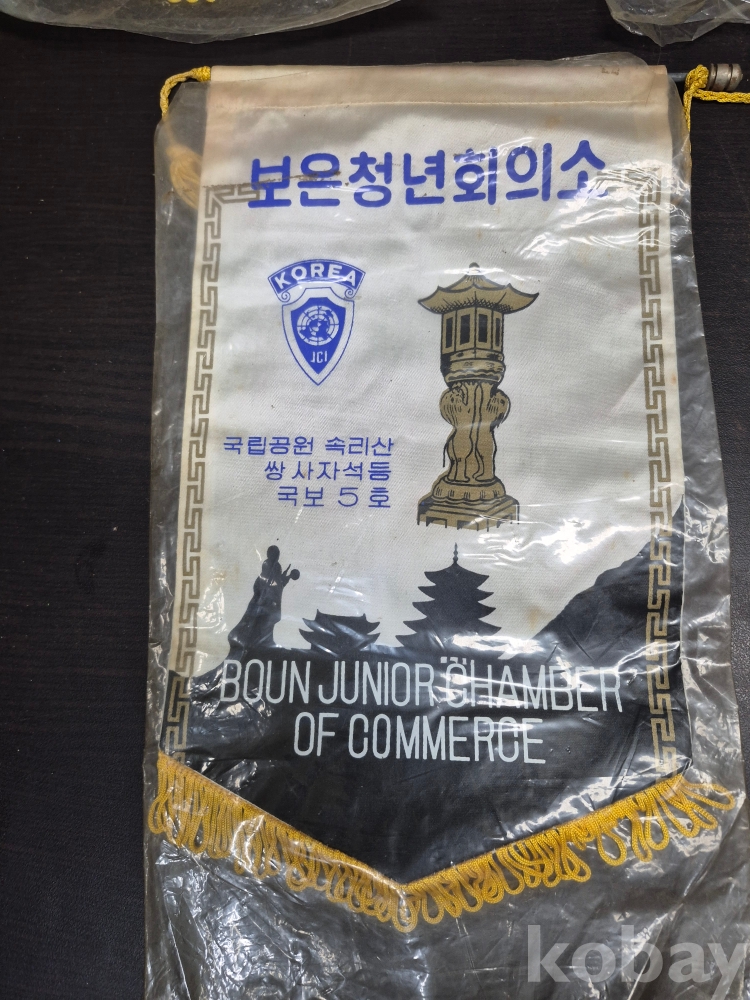 보은청년회의소
KOREA
JCI
국립공원 속리산
쌍사자석등
국보 5 호
BOUN JUNIOR CHAMBER
OF COMMERCE
kobay